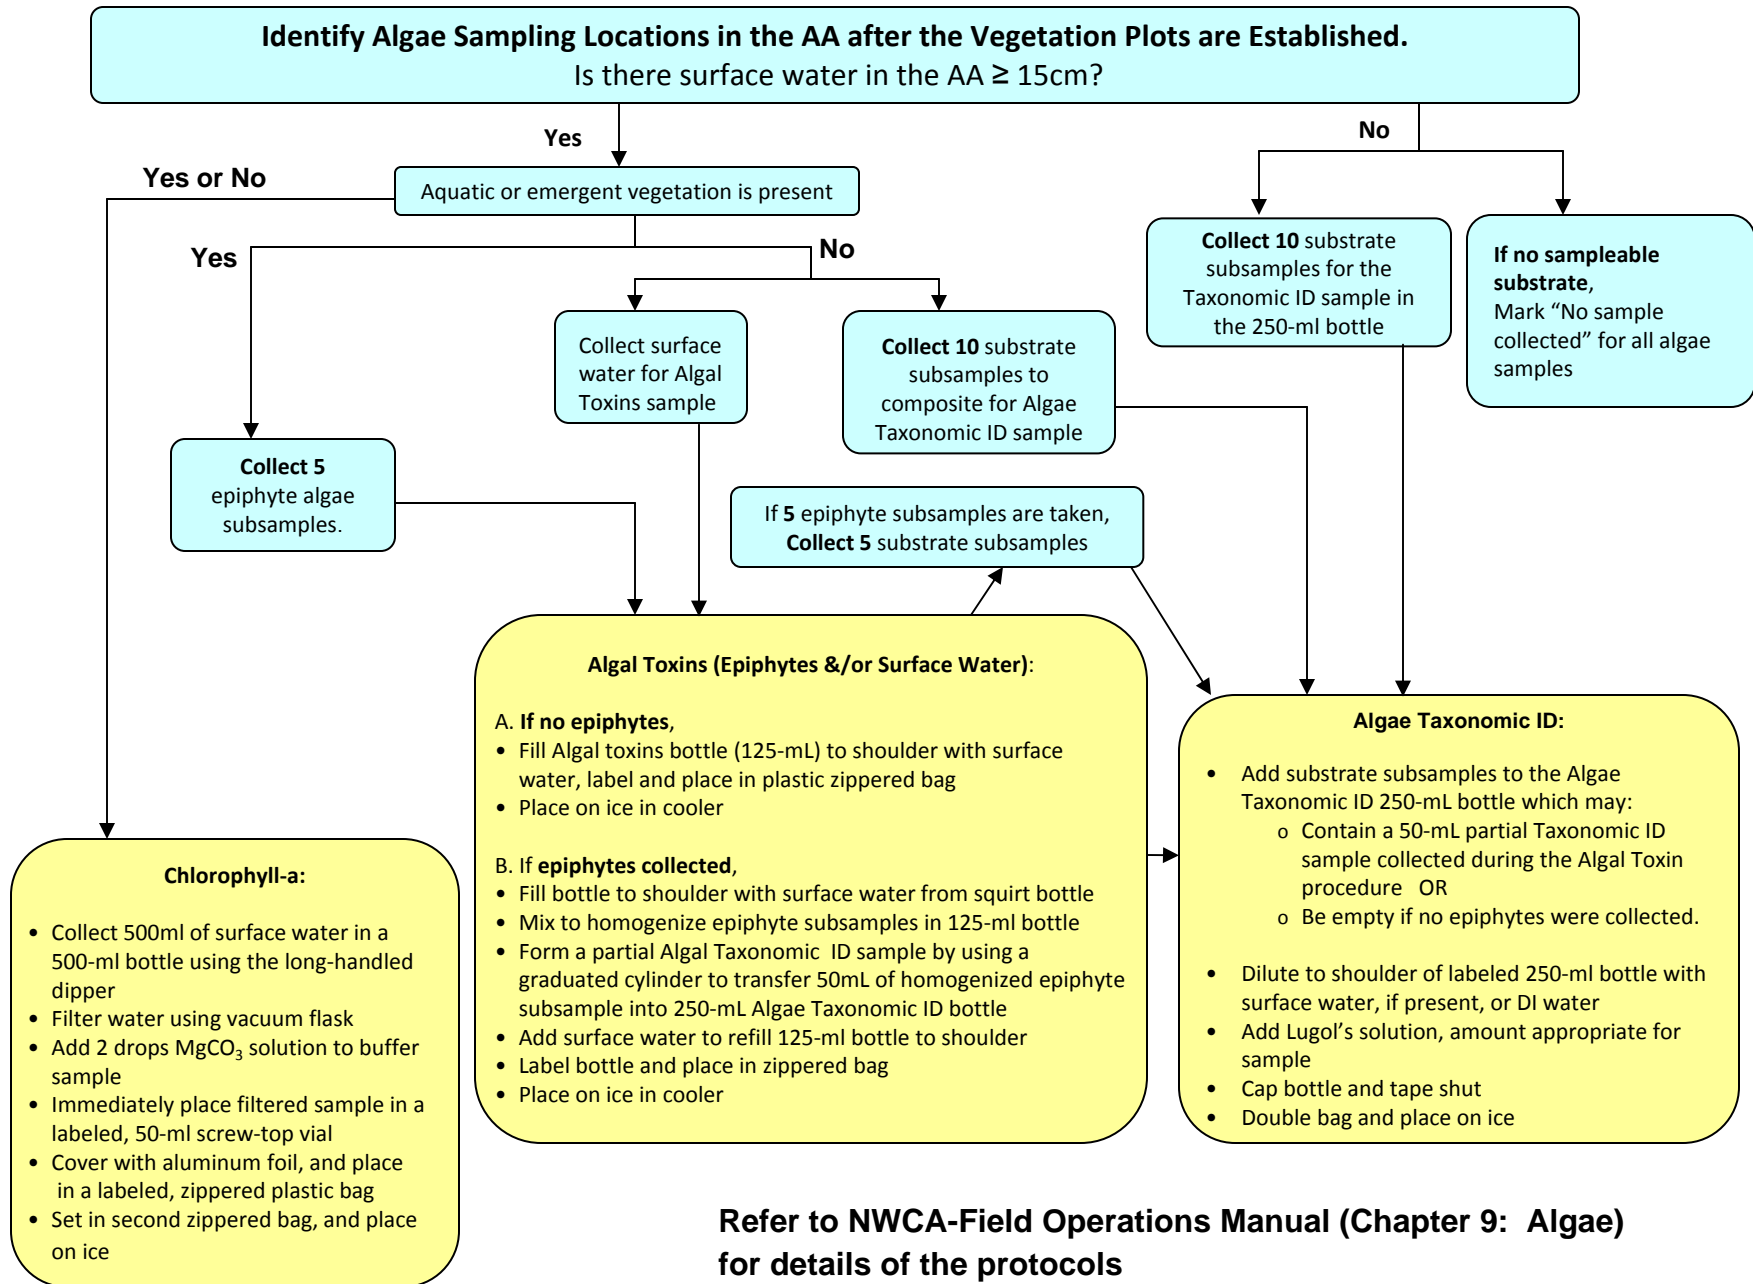 Identify Algae Sampling Locations in the AA after the Vegetation Plots are Established.
Is there surface water in the AA ≥ 15cm?
Yes
No
Yes or No
Aquatic or emergent vegetation is present
Yes
No
Collect 10 substrate
subsamples for the
Taxonomic ID sample in
the 250-ml bottle
If no sampleable
substrate,
Mark “No sample
collected” for all algae
samples
Collect surface
water for Algal
Toxins sample
Collect 10 substrate
subsamples to
composite for Algae
Taxonomic ID sample
Collect 5
epiphyte algae
subsamples.
If 5 epiphyte subsamples are taken,
Collect 5 substrate subsamples
Algal Toxins (Epiphytes &/or Surface Water):
A. If no epiphytes,
• Fill Algal toxins bottle (125-mL) to shoulder with surface
water, label and place in plastic zippered bag
• Place on ice in cooler
B. If epiphytes collected,
• Fill bottle to shoulder with surface water from squirt bottle
• Mix to homogenize epiphyte subsamples in 125-ml bottle
• Form a partial Algal Taxonomic ID sample by using a
graduated cylinder to transfer 50mL of homogenized epiphyte
subsample into 250-mL Algae Taxonomic ID bottle
• Add surface water to refill 125-ml bottle to shoulder
• Label bottle and place in zippered bag
• Place on ice in cooler
Algae Taxonomic ID:
• Add substrate subsamples to the Algae
Taxonomic ID 250-mL bottle which may:
o Contain a 50-mL partial Taxonomic ID
sample collected during the Algal Toxin
procedure OR
o Be empty if no epiphytes were collected.
• Dilute to shoulder of labeled 250-ml bottle with
surface water, if present, or DI water
• Add Lugol’s solution, amount appropriate for
sample
• Cap bottle and tape shut
• Double bag and place on ice
Chlorophyll-a:
• Collect 500ml of surface water in a
500-ml bottle using the long-handled
dipper
• Filter water using vacuum flask
• Add 2 drops MgCO₃ solution to buffer
sample
• Immediately place filtered sample in a
labeled, 50-ml screw-top vial
• Cover with aluminum foil, and place
in a labeled, zippered plastic bag
• Set in second zippered bag, and place
on ice
Refer to NWCA-Field Operations Manual (Chapter 9: Algae)
for details of the protocols